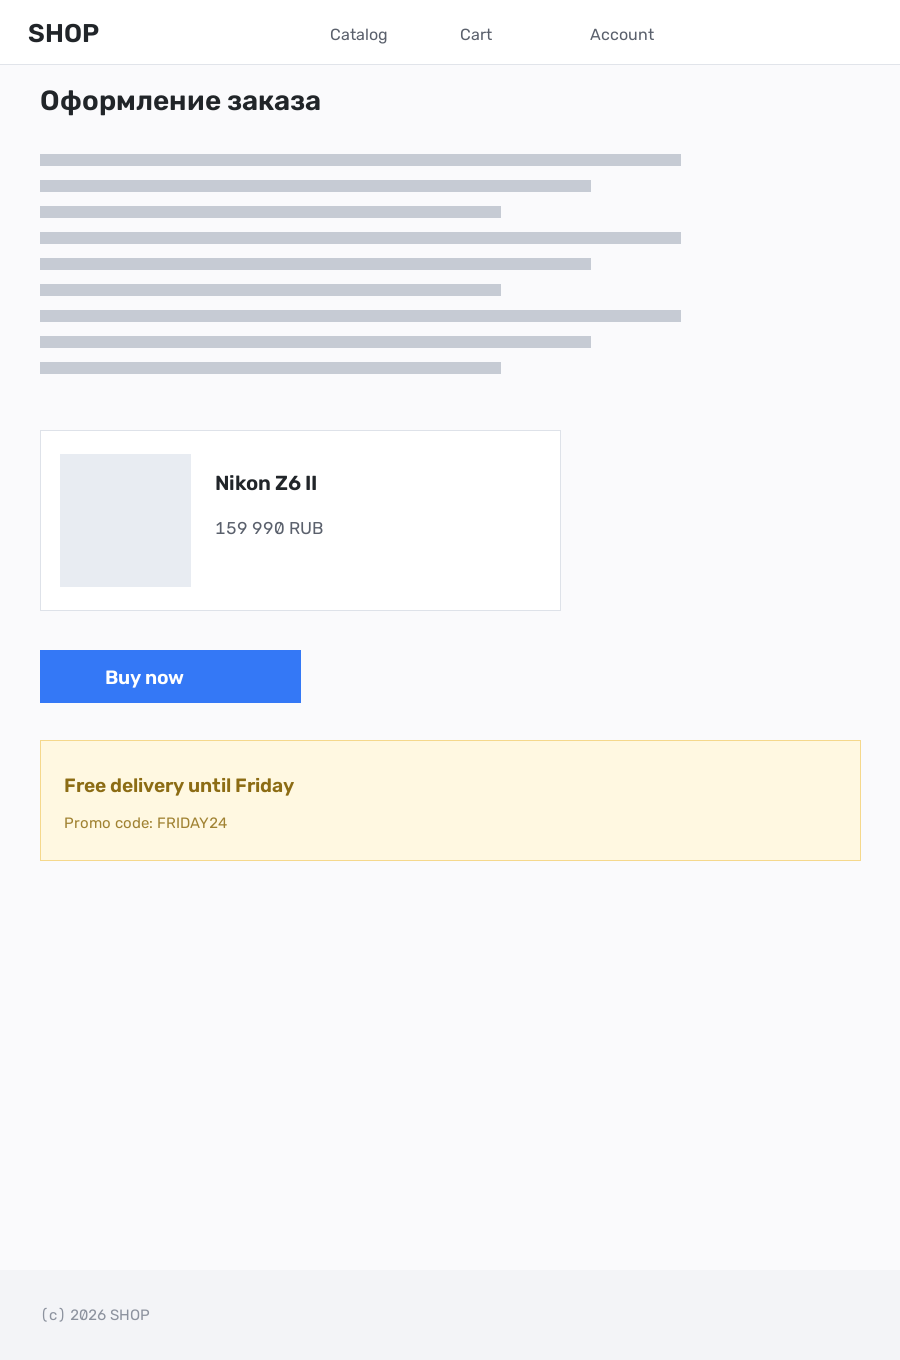 SHOP
Catalog
Cart
Account
Оформление заказа
Nikon Z6 II
159 990 RUB
Buy now
Free delivery until Friday
Promo code: FRIDAY24
(c) 2026 SHOP